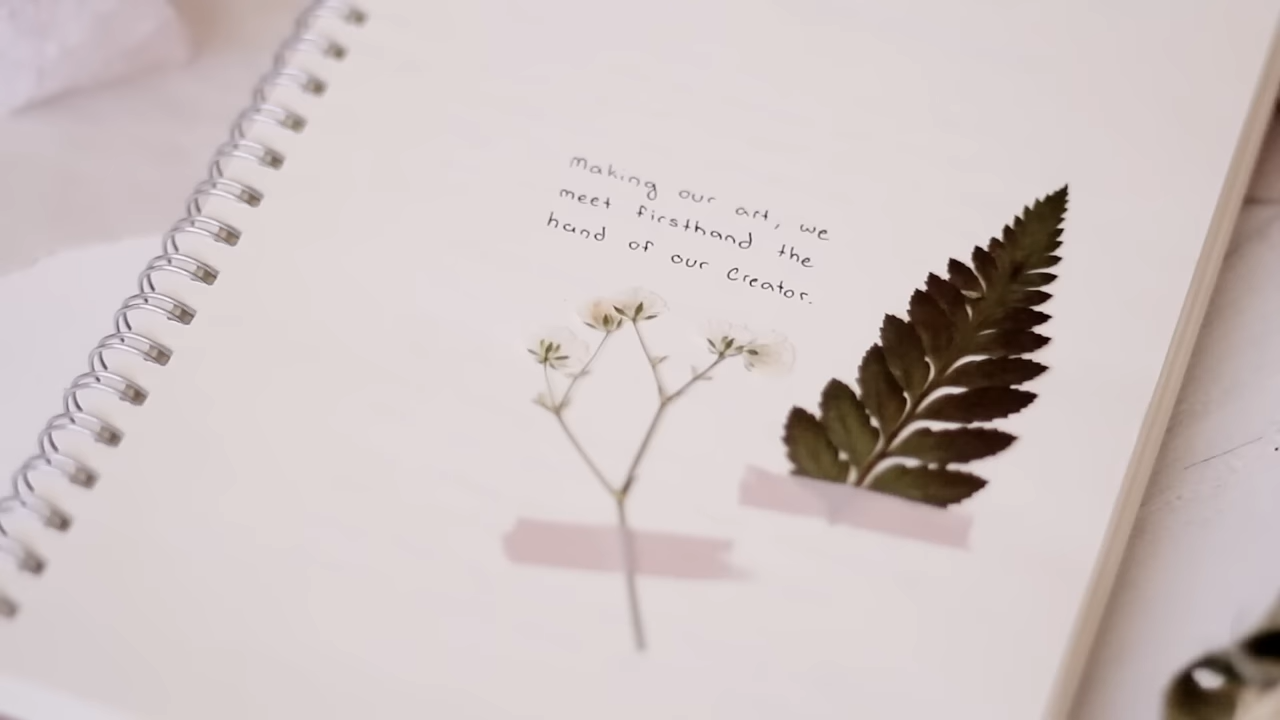 Making our art, we
meet firsthand the
hand of our Creator.